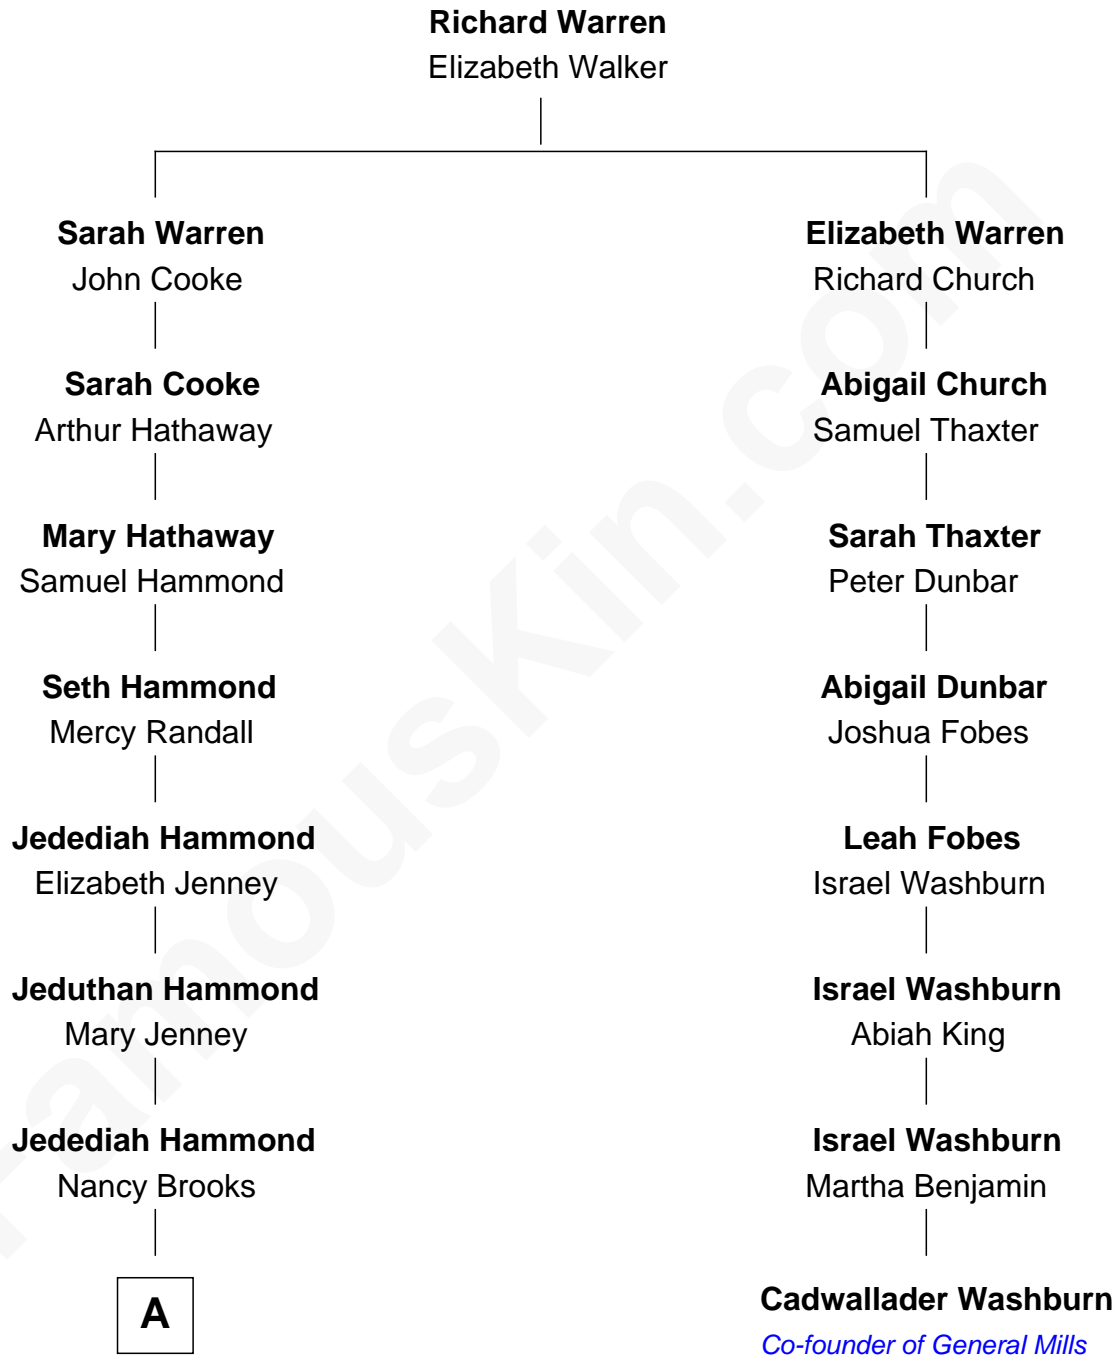 Richard Warren
Elizabeth Walker
Sarah Warren
John Cooke
Elizabeth Warren
Richard Church
Sarah Cooke
Arthur Hathaway
Abigail Church
Samuel Thaxter
Mary Hathaway
Samuel Hammond
Sarah Thaxter
Peter Dunbar
Seth Hammond
Mercy Randall
Abigail Dunbar
Joshua Fobes
Jedediah Hammond
Elizabeth Jenney
Leah Fobes
Israel Washburn
Jeduthan Hammond
Mary Jenney
Israel Washburn
Abiah King
Jedediah Hammond
Nancy Brooks
Israel Washburn
Martha Benjamin
A
Cadwallader Washburn
Co-founder of General Mills
FamousKin.com